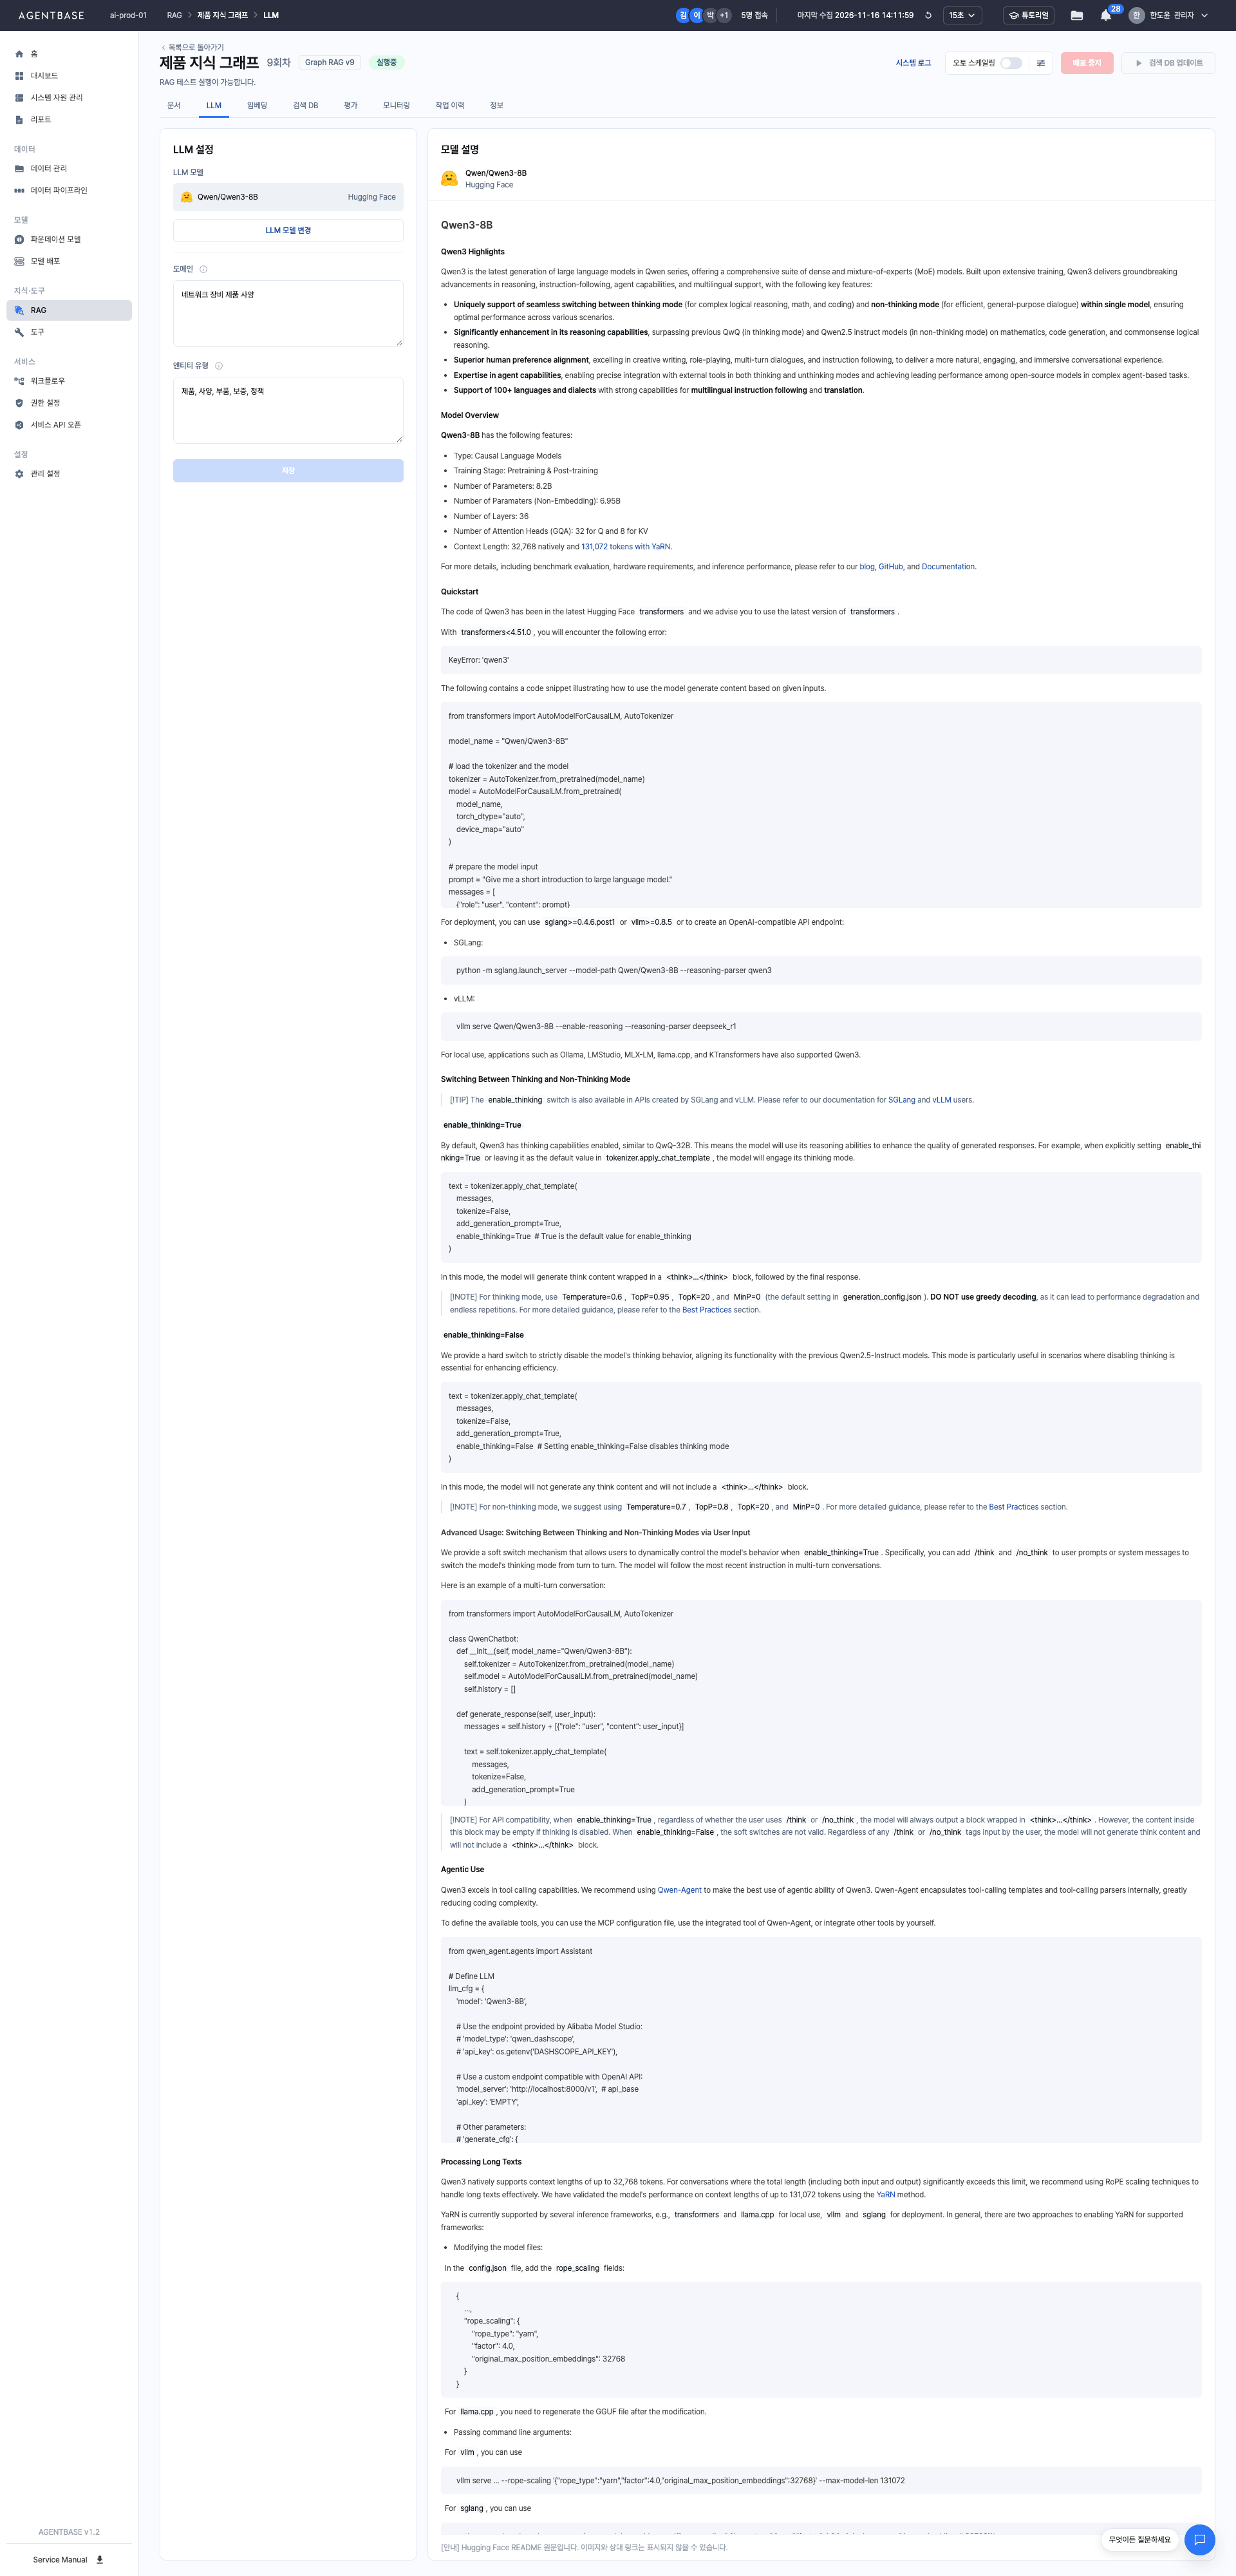 AGENTBASE
ai-prod-01
RAG > 제품 지식 그래프 > LLM
김 이 박 +1 5명 접속
마지막 수집 2026-11-16 14:11:59
15초
튜토리얼
28
한 한도윤 관리자
홈
대시보드
시스템 자원 관리
리포트
데이터
데이터 관리
데이터 파이프라인
모델
파운데이션 모델
모델 배포
지식·도구
RAG
도구
서비스
워크플로우
권한 설정
서비스 API 오픈
설정
관리 설정
AGENTBASE v1.2
Service Manual
목록으로 돌아가기
제품 지식 그래프 9회차 Graph RAG v9 실행중
RAG 테스트 실행이 가능합니다.
시스템 로그
오토 스케일링
배포 중지
검색 DB 업데이트
문서 LLM 임베딩 검색 DB 평가 모니터링 작업 이력 정보
LLM 설정
LLM 모델
Qwen/Qwen3-8B Hugging Face
LLM 모델 변경
도메인
네트워크 장비 제품 사양
엔티티 유형
제품, 사양, 부품, 보증, 정책
저장
모델 설명
Qwen/Qwen3-8B
Hugging Face
Qwen3-8B
Qwen3 Highlights
Qwen3 is the latest generation of large language models in Qwen series, offering a comprehensive suite of dense and mixture-of-experts (MoE) models. Built upon extensive training, Qwen3 delivers groundbreaking
advancements in reasoning, instruction-following, agent capabilities, and multilingual support, with the following key features:
• Uniquely support of seamless switching between thinking mode (for complex logical reasoning, math, and coding) and non-thinking mode (for efficient, general-purpose dialogue) within single model, ensuring
optimal performance across various scenarios.
• Significantly enhancement in its reasoning capabilities, surpassing previous QwQ (in thinking mode) and Qwen2.5 instruct models (in non-thinking mode) on mathematics, code generation, and commonsense logical
reasoning.
• Superior human preference alignment, excelling in creative writing, role-playing, multi-turn dialogues, and instruction following, to deliver a more natural, engaging, and immersive conversational experience.
• Expertise in agent capabilities, enabling precise integration with external tools in both thinking and unthinking modes and achieving leading performance among open-source models in complex agent-based tasks.
• Support of 100+ languages and dialects with strong capabilities for multilingual instruction following and translation.
Model Overview
Qwen3-8B has the following features:
• Type: Causal Language Models
• Training Stage: Pretraining & Post-training
• Number of Parameters: 8.2B
• Number of Paramaters (Non-Embedding): 6.95B
• Number of Layers: 36
• Number of Attention Heads (GQA): 32 for Q and 8 for KV
• Context Length: 32,768 natively and 131,072 tokens with YaRN.
For more details, including benchmark evaluation, hardware requirements, and inference performance, please refer to our blog, GitHub, and Documentation.
Quickstart
The code of Qwen3 has been in the latest Hugging Face transformers and we advise you to use the latest version of transformers .
With transformers<4.51.0 , you will encounter the following error:
KeyError: 'qwen3'
The following contains a code snippet illustrating how to use the model generate content based on given inputs.
from transformers import AutoModelForCausalLM, AutoTokenizer
model_name = "Qwen/Qwen3-8B"
# load the tokenizer and the model
tokenizer = AutoTokenizer.from_pretrained(model_name)
model = AutoModelForCausalLM.from_pretrained(
model_name,
torch_dtype="auto",
device_map="auto"
)
# prepare the model input
prompt = "Give me a short introduction to large language model."
messages = [
{"role": "user", "content": prompt}
For deployment, you can use sglang>=0.4.6.post1 or vllm>=0.8.5 or to create an OpenAI-compatible API endpoint:
• SGLang:
python -m sglang.launch_server --model-path Qwen/Qwen3-8B --reasoning-parser qwen3
• vLLM:
vllm serve Qwen/Qwen3-8B --enable-reasoning --reasoning-parser deepseek_r1
For local use, applications such as Ollama, LMStudio, MLX-LM, llama.cpp, and KTransformers have also supported Qwen3.
Switching Between Thinking and Non-Thinking Mode
[!TIP] The enable_thinking switch is also available in APIs created by SGLang and vLLM. Please refer to our documentation for SGLang and vLLM users.
enable_thinking=True
By default, Qwen3 has thinking capabilities enabled, similar to QwQ-32B. This means the model will use its reasoning abilities to enhance the quality of generated responses. For example, when explicitly setting enable_thi
nking=True or leaving it as the default value in tokenizer.apply_chat_template , the model will engage its thinking mode.
text = tokenizer.apply_chat_template(
messages,
tokenize=False,
add_generation_prompt=True,
enable_thinking=True # True is the default value for enable_thinking
)
In this mode, the model will generate think content wrapped in a <think>...</think> block, followed by the final response.
[!NOTE] For thinking mode, use Temperature=0.6 , TopP=0.95 , TopK=20 , and MinP=0 (the default setting in generation_config.json ). DO NOT use greedy decoding, as it can lead to performance degradation and
endless repetitions. For more detailed guidance, please refer to the Best Practices section.
enable_thinking=False
We provide a hard switch to strictly disable the model's thinking behavior, aligning its functionality with the previous Qwen2.5-Instruct models. This mode is particularly useful in scenarios where disabling thinking is
essential for enhancing efficiency.
text = tokenizer.apply_chat_template(
messages,
tokenize=False,
add_generation_prompt=True,
enable_thinking=False # Setting enable_thinking=False disables thinking mode
)
In this mode, the model will not generate any think content and will not include a <think>...</think> block.
[!NOTE] For non-thinking mode, we suggest using Temperature=0.7 , TopP=0.8 , TopK=20 , and MinP=0 . For more detailed guidance, please refer to the Best Practices section.
Advanced Usage: Switching Between Thinking and Non-Thinking Modes via User Input
We provide a soft switch mechanism that allows users to dynamically control the model's behavior when enable_thinking=True . Specifically, you can add /think and /no_think to user prompts or system messages to
switch the model's thinking mode from turn to turn. The model will follow the most recent instruction in multi-turn conversations.
Here is an example of a multi-turn conversation:
from transformers import AutoModelForCausalLM, AutoTokenizer
class QwenChatbot:
def __init__(self, model_name="Qwen/Qwen3-8B"):
self.tokenizer = AutoTokenizer.from_pretrained(model_name)
self.model = AutoModelForCausalLM.from_pretrained(model_name)
self.history = []
def generate_response(self, user_input):
messages = self.history + [{"role": "user", "content": user_input}]
text = self.tokenizer.apply_chat_template(
messages,
tokenize=False,
add_generation_prompt=True
)
[!NOTE] For API compatibility, when enable_thinking=True , regardless of whether the user uses /think or /no_think , the model will always output a block wrapped in <think>...</think> . However, the content inside
this block may be empty if thinking is disabled. When enable_thinking=False , the soft switches are not valid. Regardless of any /think or /no_think tags input by the user, the model will not generate think content and
will not include a <think>...</think> block.
Agentic Use
Qwen3 excels in tool calling capabilities. We recommend using Qwen-Agent to make the best use of agentic ability of Qwen3. Qwen-Agent encapsulates tool-calling templates and tool-calling parsers internally, greatly
reducing coding complexity.
To define the available tools, you can use the MCP configuration file, use the integrated tool of Qwen-Agent, or integrate other tools by yourself.
from qwen_agent.agents import Assistant
# Define LLM
llm_cfg = {
'model': 'Qwen3-8B',
# Use the endpoint provided by Alibaba Model Studio:
# 'model_type': 'qwen_dashscope',
# 'api_key': os.getenv('DASHSCOPE_API_KEY'),
# Use a custom endpoint compatible with OpenAI API:
'model_server': 'http://localhost:8000/v1', # api_base
'api_key': 'EMPTY',
# Other parameters:
# 'generate_cfg': {
Processing Long Texts
Qwen3 natively supports context lengths of up to 32,768 tokens. For conversations where the total length (including both input and output) significantly exceeds this limit, we recommend using RoPE scaling techniques to
handle long texts effectively. We have validated the model's performance on context lengths of up to 131,072 tokens using the YaRN method.
YaRN is currently supported by several inference frameworks, e.g., transformers and llama.cpp for local use, vllm and sglang for deployment. In general, there are two approaches to enabling YaRN for supported
frameworks:
• Modifying the model files:
In the config.json file, add the rope_scaling fields:
{
...,
"rope_scaling": {
"rope_type": "yarn",
"factor": 4.0,
"original_max_position_embeddings": 32768
}
}
For llama.cpp , you need to regenerate the GGUF file after the modification.
• Passing command line arguments:
For vllm , you can use
vllm serve ... --rope-scaling '{"rope_type":"yarn","factor":4.0,"original_max_position_embeddings":32768}' --max-model-len 131072
For sglang , you can use
[안내] Hugging Face README 원문입니다. 이미지와 상대 링크는 표시되지 않을 수 있습니다.
무엇이든 질문하세요